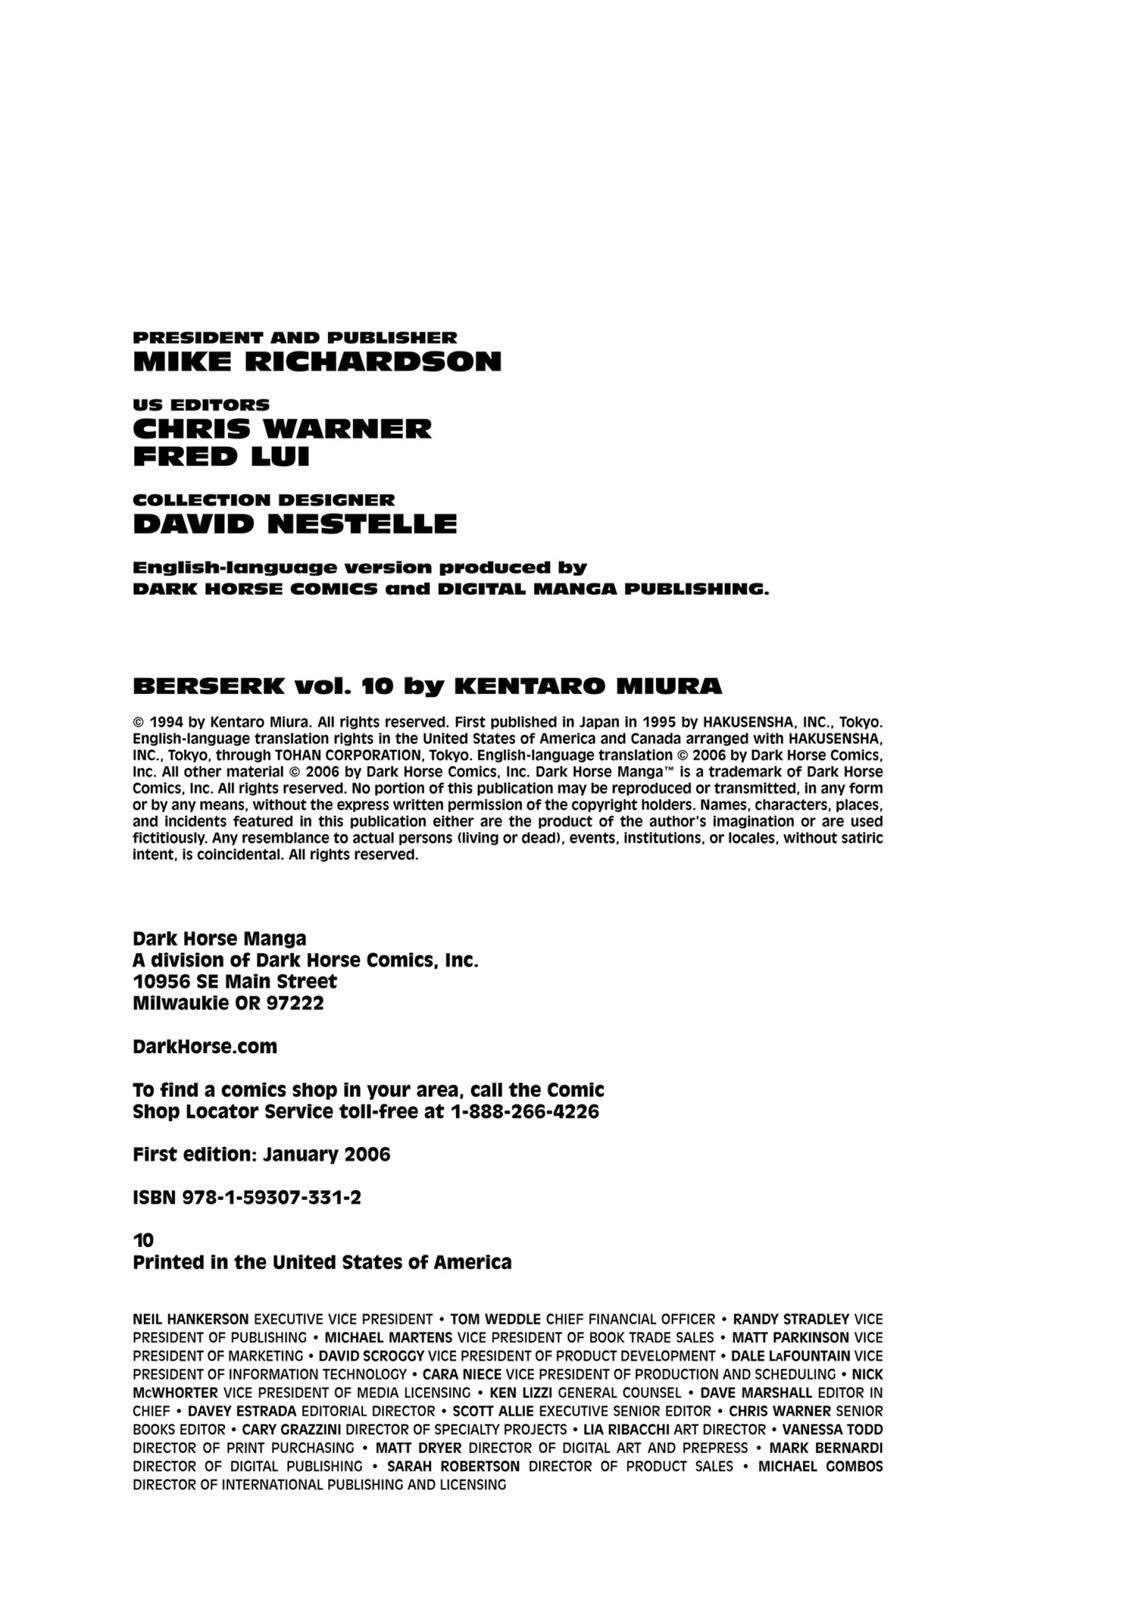 PRESIDENT AND PUBLISHER
MIKE RICHARDSON
US EDITORS
CHRIS WARNER
FRED LUI
COLLECTION DESIGNER
DAVID NESTELLE
English-language version produced by
DARK HORSE COMICS and DIGITAL MANGA PUBLISHING.
BERSERK vol. 10 by KENTARO MIURA
© 1994 by Kentaro Miura. All rights reserved. First published in Japan in 1995 by HAKUSENSHA, INC., Tokyo.
English-language translation rights in the United States of America and Canada arranged with HAKUSENSHA,
INC., Tokyo, through TOHAN CORPORATION, Tokyo. English-language translation © 2006 by Dark Horse Comics,
Inc. All other material © 2006 by Dark Horse Comics, Inc. Dark Horse Manga™ is a trademark of Dark Horse
Comics, Inc. All rights reserved. No portion of this publication may be reproduced or transmitted, in any form
or by any means, without the express written permission of the copyright holders. Names, characters, places,
and incidents featured in this publication either are the product of the author's imagination or are used
fictitiously. Any resemblance to actual persons (living or dead), events, institutions, or locales, without satiric
intent, is coincidental. All rights reserved.
Dark Horse Manga
A division of Dark Horse Comics, Inc.
10956 SE Main Street
Milwaukie OR 97222
DarkHorse.com
To find a comics shop in your area, call the Comic
Shop Locator Service toll-free at 1-888-266-4226
First edition: January 2006
ISBN 978-1-59307-331-2
10
Printed in the United States of America
NEIL HANKERSON EXECUTIVE VICE PRESIDENT • TOM WEDDLE CHIEF FINANCIAL OFFICER • RANDY STRADLEY VICE
PRESIDENT OF PUBLISHING • MICHAEL MARTENS VICE PRESIDENT OF BOOK TRADE SALES • MATT PARKINSON VICE
PRESIDENT OF MARKETING • DAVID SCROGGY VICE PRESIDENT OF PRODUCT DEVELOPMENT • DALE LAFOUNTAIN VICE
PRESIDENT OF INFORMATION TECHNOLOGY • CARA NIECE VICE PRESIDENT OF PRODUCTION AND SCHEDULING • NICK
McWHORTER VICE PRESIDENT OF MEDIA LICENSING • KEN LIZZI GENERAL COUNSEL • DAVE MARSHALL EDITOR IN
CHIEF • DAVEY ESTRADA EDITORIAL DIRECTOR • SCOTT ALLIE EXECUTIVE SENIOR EDITOR • CHRIS WARNER SENIOR
BOOKS EDITOR • CARY GRAZZINI DIRECTOR OF SPECIALTY PROJECTS • LIA RIBACCHI ART DIRECTOR • VANESSA TODD
DIRECTOR OF PRINT PURCHASING • MATT DRYER DIRECTOR OF DIGITAL ART AND PREPRESS • MARK BERNARDI
DIRECTOR OF DIGITAL PUBLISHING • SARAH ROBERTSON DIRECTOR OF PRODUCT SALES • MICHAEL GOMBOS
DIRECTOR OF INTERNATIONAL PUBLISHING AND LICENSING